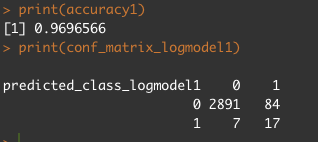 > print(accuracy1)
[1] 0.9696566
> print(conf_matrix_logmodel1)
predicted_class_logmodel1 0 1
0 2891 84
1 7 17
>